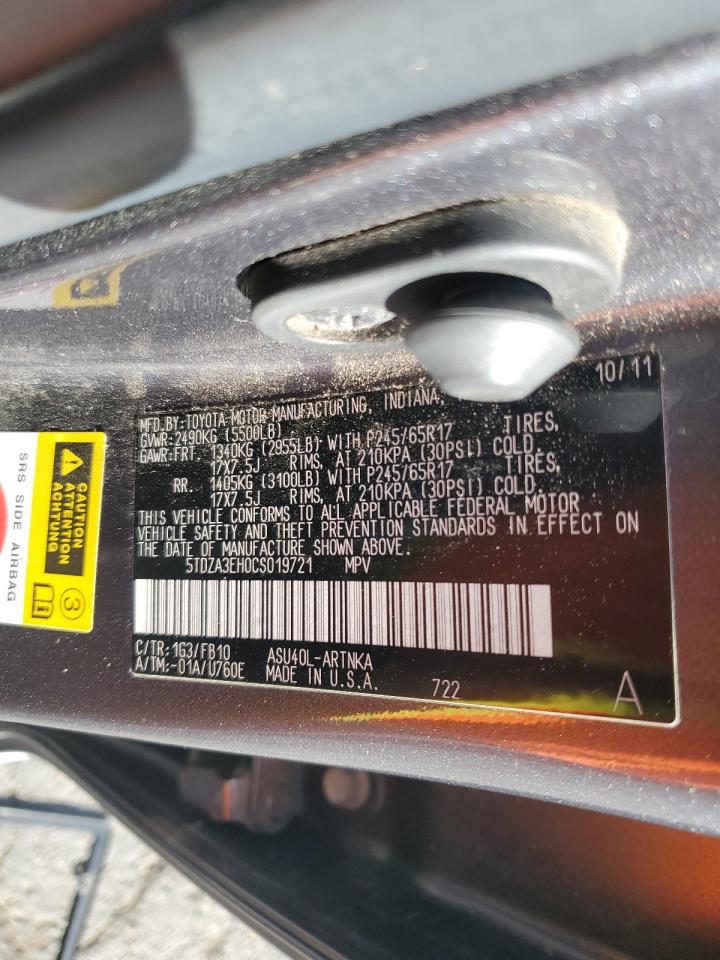 10/11
MFD.BY:TOYOTA MOTOR MANUFACTURING, INDIANA.
GVWR:2490KG (5500LB)
GAWR:FRT. 1340KG (2955LB) WITH P245/65R17 TIRES,
17X7.5J RIMS, AT 210KPA (30PSI) COLD.
RR. 1405KG (3100LB) WITH P245/65R17 TIRES,
17X7.5J RIMS, AT 210KPA (30PSI) COLD.
THIS VEHICLE CONFORMS TO ALL APPLICABLE FEDERAL MOTOR
VEHICLE SAFETY AND THEFT PREVENTION STANDARDS IN EFFECT ON
THE DATE OF MANUFACTURE SHOWN ABOVE.
5TDZA3EH0CS019721 MPV
C/TR:1G3/FB10 ASU40L-ARTNKA
A/TM:-01A/U760E MADE IN U.S.A. 722 A
SRS SIDE AIRBAG
CAUTION
ATTENTION
ACHTUNG
3